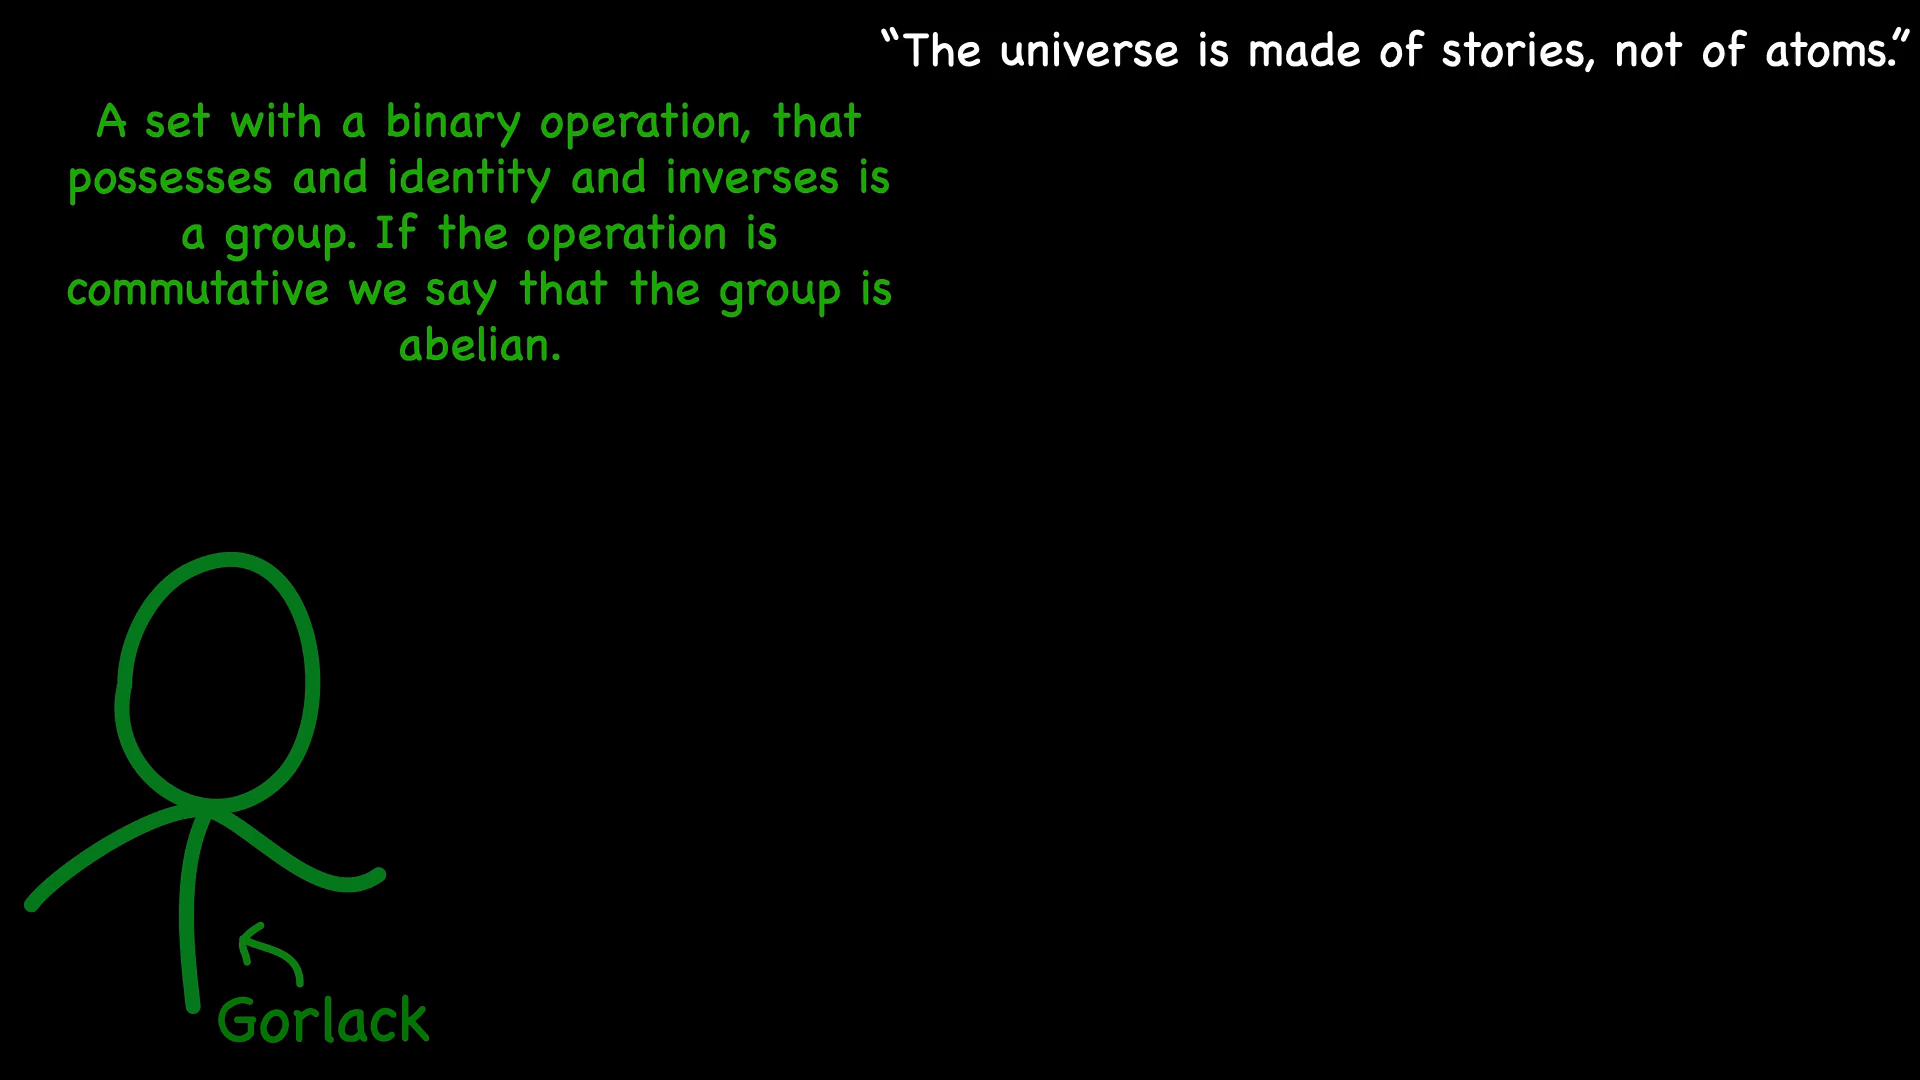 “The universe is made of stories, not of atoms.”
A set with a binary operation, that
possesses and identity and inverses is
a group. If the operation is
commutative we say that the group is
abelian.
Gorlack